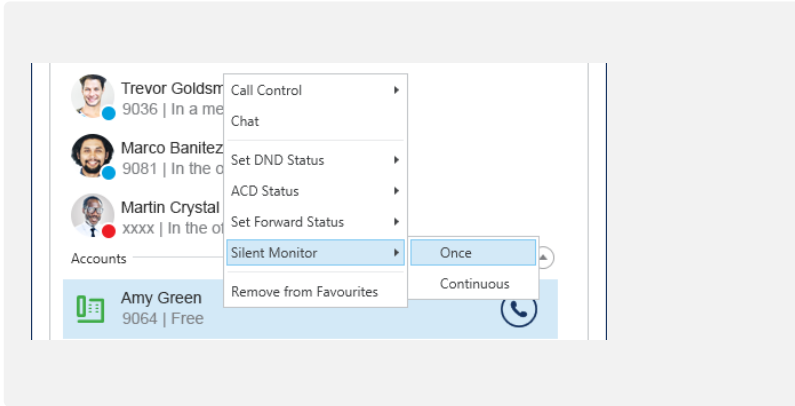 Trevor Goldsm
9036 | In a me
Marco Banitez
9081 | In the o
Martin Crystal
xxxx | In the of
Accounts
Amy Green
9064 | Free
Call Control
Chat
Set DND Status
ACD Status
Set Forward Status
Silent Monitor
Remove from Favourites
Once
Continuous